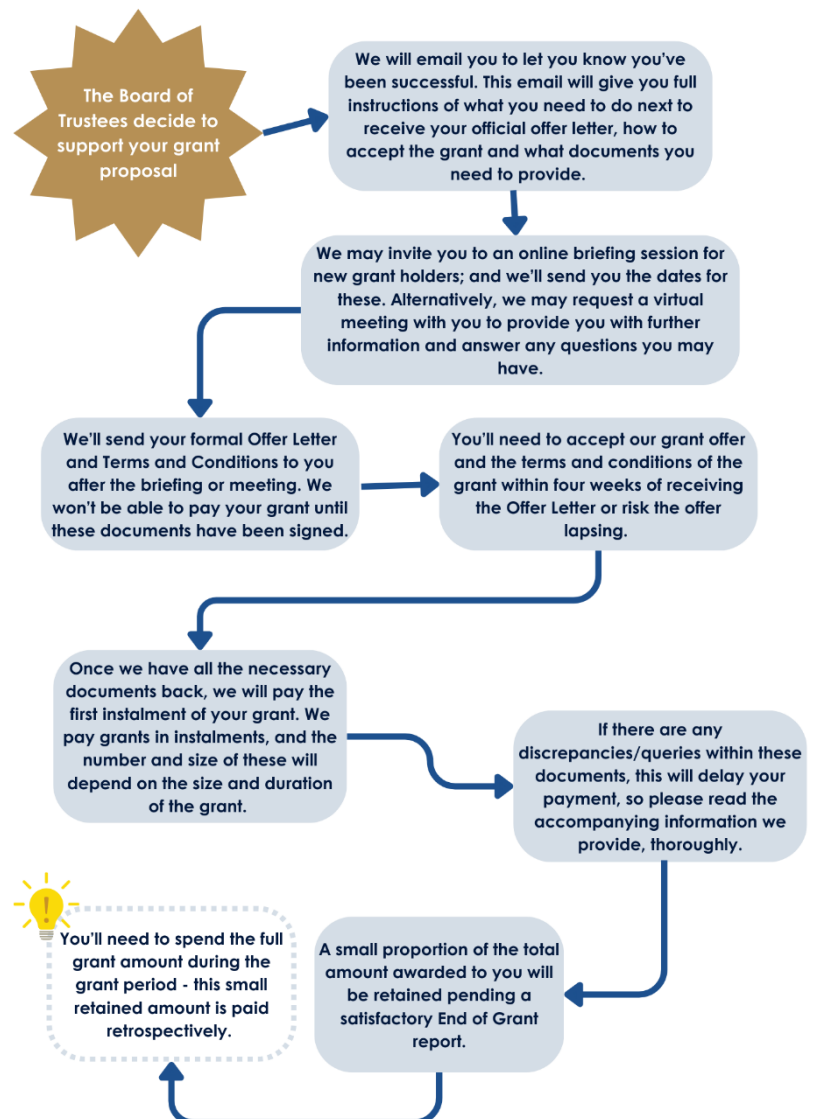 The Board of
Trustees decide to
support your grant
proposal
We will email you to let you know you've
been successful. This email will give you full
instructions of what you need to do next to
receive your official offer letter, how to
accept the grant and what documents you
need to provide.
We may invite you to an online briefing session for
new grant holders; and we'll send you the dates for
these. Alternatively, we may request a virtual
meeting with you to provide you with further
information and answer any questions you may
have.
We'll send your formal Offer Letter
and Terms and Conditions to you
after the briefing or meeting. We
won't be able to pay your grant until
these documents have been signed.
You'll need to accept our grant offer
and the terms and conditions of the
grant within four weeks of receiving
the Offer Letter or risk the offer
lapsing.
Once we have all the necessary
documents back, we will pay the
first instalment of your grant. We
pay grants in instalments, and the
number and size of these will
depend on the size and duration
of the grant.
If there are any
discrepancies/queries within these
documents, this will delay your
payment, so please read the
accompanying information we
provide, thoroughly.
A small proportion of the total
amount awarded to you will
be retained pending a
satisfactory End of Grant
report.
You'll need to spend the full
grant amount during the
grant period - this small
retained amount is paid
retrospectively.